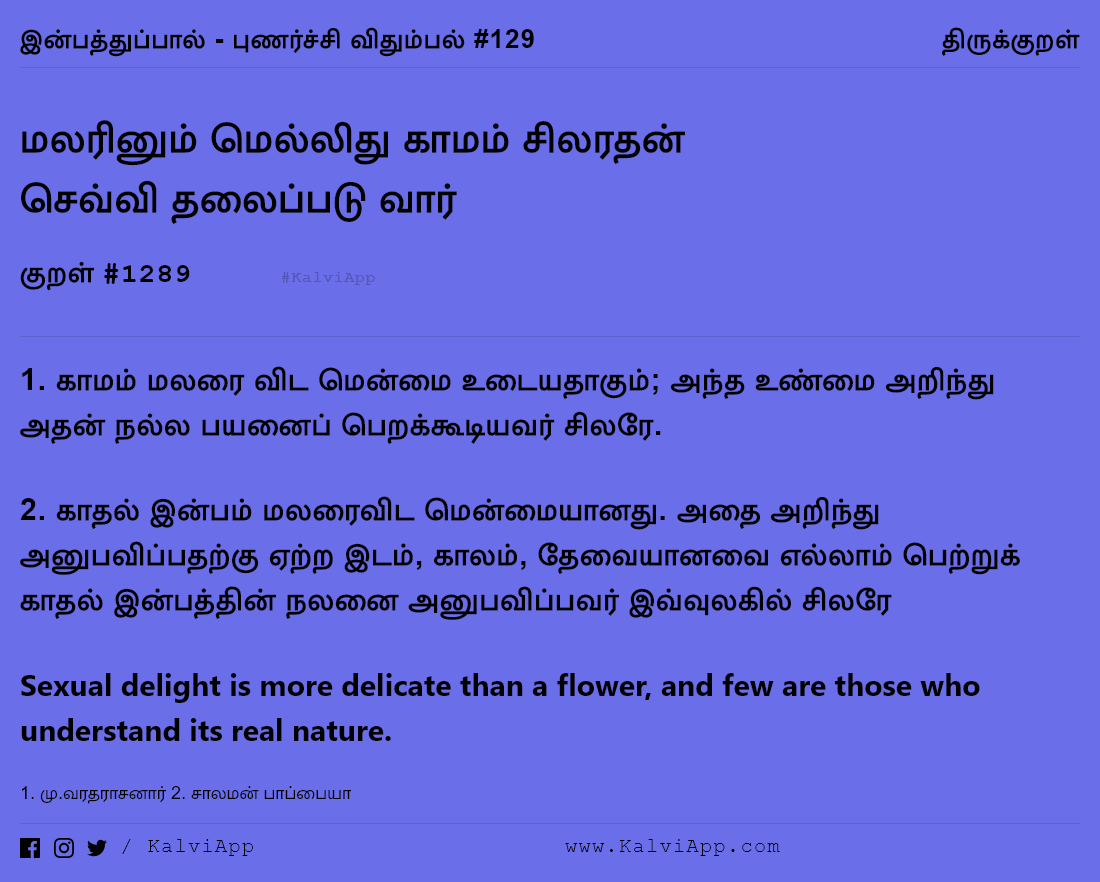 இன்பத்துப்பால் - புணர்ச்சி விதும்பல் #129
திருக்குறள்
மலரினும் மெல்லிது காமம் சிலரதன்
செவ்வி தலைப்படு வார்
குறள் #1289
#KalviApp
1. காமம் மலரை விட மென்மை உடையதாகும்; அந்த உண்மை அறிந்து
அதன் நல்ல பயனைப் பெறக்கூடியவர் சிலரே.
2. காதல் இன்பம் மலரைவிட மென்மையானது. அதை அறிந்து
அனுபவிப்பதற்கு ஏற்ற இடம், காலம், தேவையானவை எல்லாம் பெற்றுக்
காதல் இன்பத்தின் நலனை அனுபவிப்பவர் இவ்வுலகில் சிலரே
Sexual delight is more delicate than a flower, and few are those who
understand its real nature.
1. மு.வரதராசனார் 2. சாலமன் பாப்பையா
/ KalviApp
www.KalviApp.com